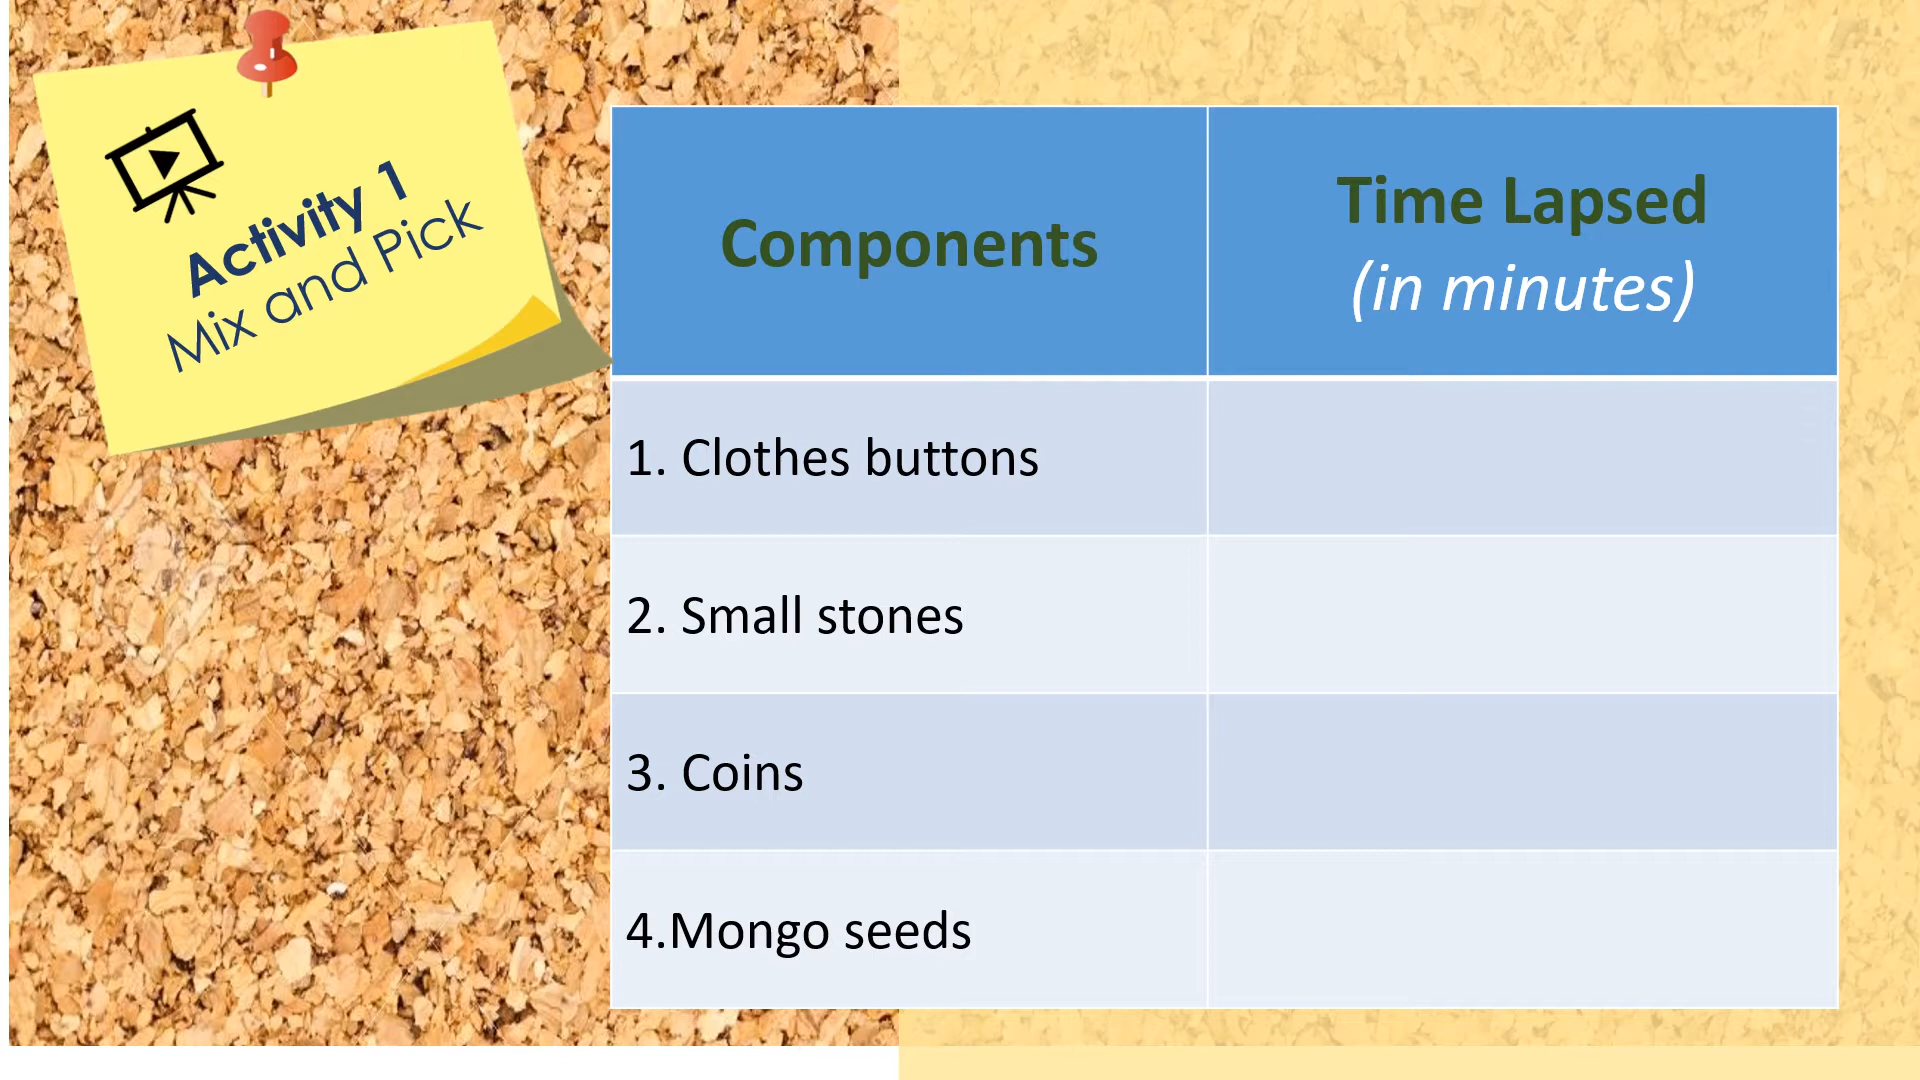 Activity 1
Mix and Pick
Components
Time Lapsed
(in minutes)
1. Clothes buttons
2. Small stones
3. Coins
4.Mongo seeds